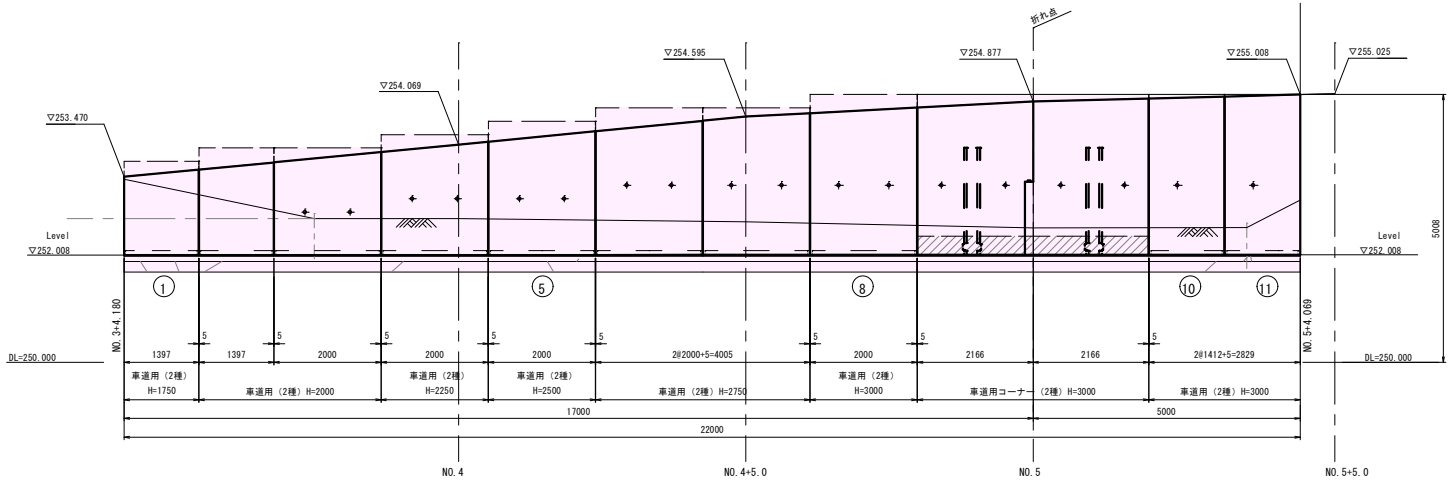 折れ点
▽254.595
▽254.877
▽255.008
▽255.025
▽254.069
▽253.470
Level
▽252.008
Level
▽252.008
5008
①
⑤
⑧
⑩
⑪
NO.3+4.180
NO.5+4.069
5
5
5
5
5
5
5
5
DL=250.000
1397
1397
2000
2000
2000
2@2000+5=4005
2000
2166
2166
2@1412+5=2829
DL=250.000
車道用(2種)
H=1750
車道用(2種)H=2000
車道用(2種)
H=2250
車道用(2種)
H=2500
車道用(2種)H=2750
車道用(2種)
H=3000
車道用コーナー(2種)H=3000
車道用(2種)H=3000
17000
5000
22000
NO.4
NO.4+5.0
NO.5
NO.5+5.0